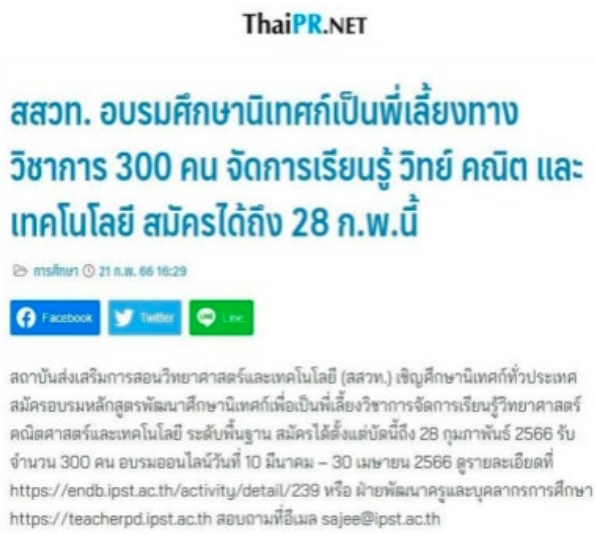 ThaiPR.NET
สสวท. อบรมศึกษานิเทศก์เป็นพี่เลี้ยงทาง
วิชาการ 300 คน จัดการเรียนรู้ วิทย์ คณิต และ
เทคโนโลยี สมัครได้ถึง 28 ก.พ.นี้
การศึกษา 21 ก.พ. 66 16:29
Facebook Twitter Line
สถาบันส่งเสริมการสอนวิทยาศาสตร์และเทคโนโลยี (สสวท.) เชิญศึกษานิเทศก์ทั่วประเทศ
สมัครอบรมหลักสูตรพัฒนาศึกษานิเทศก์เพื่อเป็นพี่เลี้ยงวิชาการจัดการเรียนรู้วิทยาศาสตร์
คณิตศาสตร์และเทคโนโลยี ระดับพื้นฐาน สมัครได้ตั้งแต่บัดนี้ถึง 28 กุมภาพันธ์ 2566 รับ
จำนวน 300 คน อบรมออนไลน์วันที่ 10 มีนาคม – 30 เมษายน 2566 ดูรายละเอียดที่
https://endb.ipst.ac.th/activity/detail/239 หรือ ฝ่ายพัฒนาครูและบุคลากรการศึกษา
https://teacherpd.ipst.ac.th สอบถามที่อีเมล sajee@ipst.ac.th